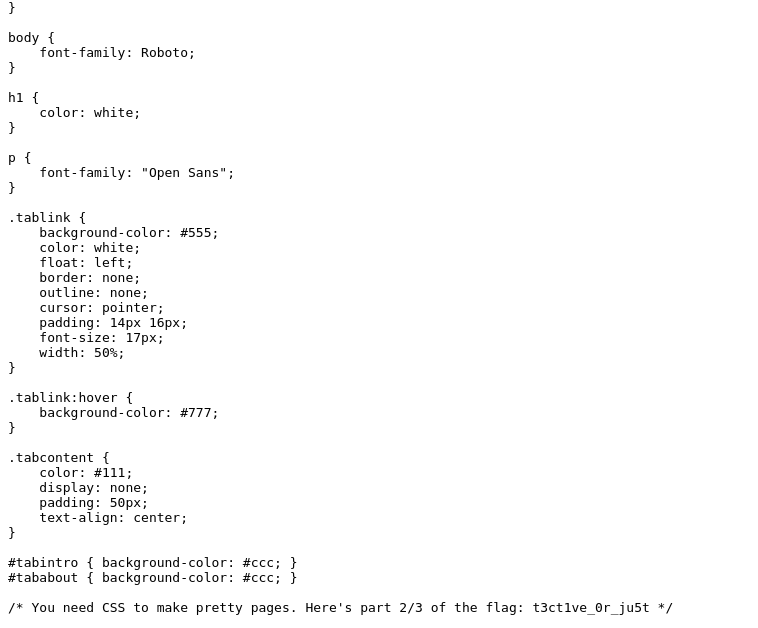 }

body {
    font-family: Roboto;
}

h1 {
    color: white;
}

p {
    font-family: "Open Sans";
}

.tablink {
    background-color: #555;
    color: white;
    float: left;
    border: none;
    outline: none;
    cursor: pointer;
    padding: 14px 16px;
    font-size: 17px;
    width: 50%;
}

.tablink:hover {
    background-color: #777;
}

.tabcontent {
    color: #111;
    display: none;
    padding: 50px;
    text-align: center;
}

#tabintro { background-color: #ccc; }
#tababout { background-color: #ccc; }

/* You need CSS to make pretty pages. Here's part 2/3 of the flag: t3ct1ve_0r_ju5t */